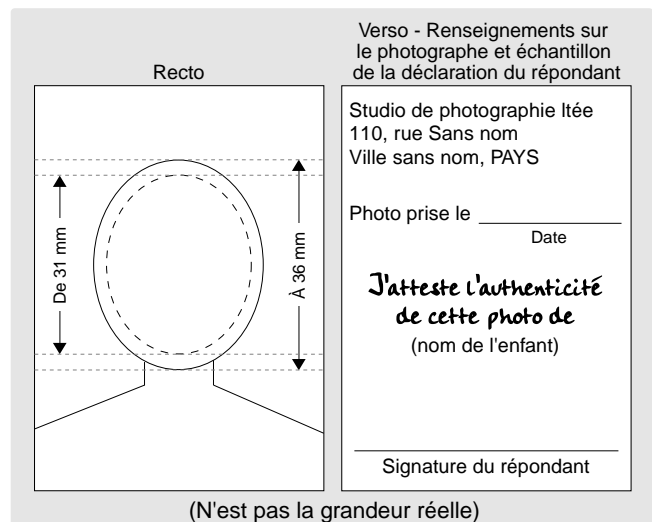 Recto
De 31 mm
À 36 mm
Verso - Renseignements sur
le photographe et échantillon
de la déclaration du répondant
Studio de photographie ltée
110, rue Sans nom
Ville sans nom, PAYS
Photo prise le
Date
J'atteste l'authenticité
de cette photo de
(nom de l'enfant)
Signature du répondant
(N'est pas la grandeur réelle)